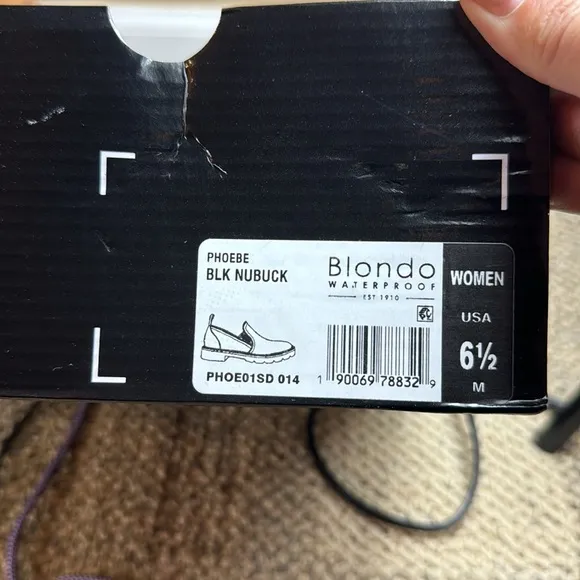 PHOEBE
BLK NUBUCK
Blondo
WATERPROOF
EST 1910
PHOE01SD 014
1 90069 78832 9
WOMEN
USA
6½
M